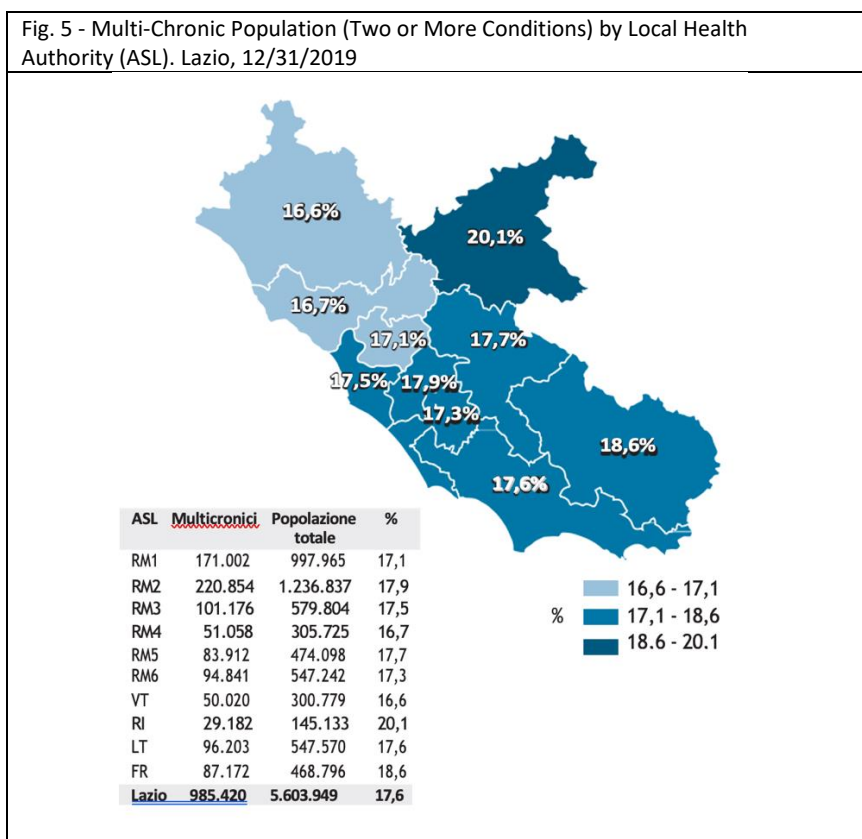 Fig. 5 - Multi-Chronic Population (Two or More Conditions) by Local Health
Authority (ASL). Lazio, 12/31/2019
16,6%
20,1%
16,7%
17,1%
17,7%
17,5%
17,9%
17,3%
18,6%
17,6%
ASL Multicronici Popolazione totale %
RM1 171.002 997.965 17,1
RM2 220.854 1.236.837 17,9
RM3 101.176 579.804 17,5
RM4 51.058 305.725 16,7
RM5 83.912 474.098 17,7
RM6 94.841 547.242 17,3
VT 50.020 300.779 16,6
RI 29.182 145.133 20,1
LT 96.203 547.570 17,6
FR 87.172 468.796 18,6
Lazio 985.420 5.603.949 17,6
%
16,6 - 17,1
17,1 - 18,6
18.6 - 20.1